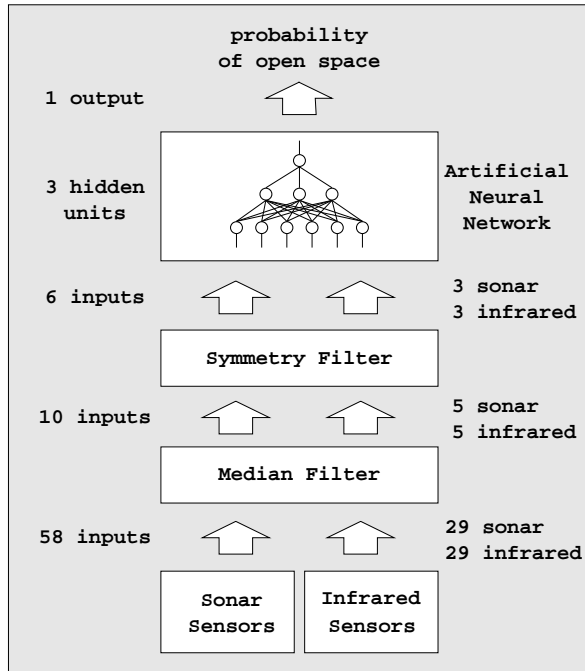 probability
of open space
1 output
3 hidden
units
Artificial
Neural
Network
6 inputs
3 sonar
3 infrared
Symmetry Filter
10 inputs
5 sonar
5 infrared
Median Filter
58 inputs
29 sonar
29 infrared
Sonar
Sensors
Infrared
Sensors